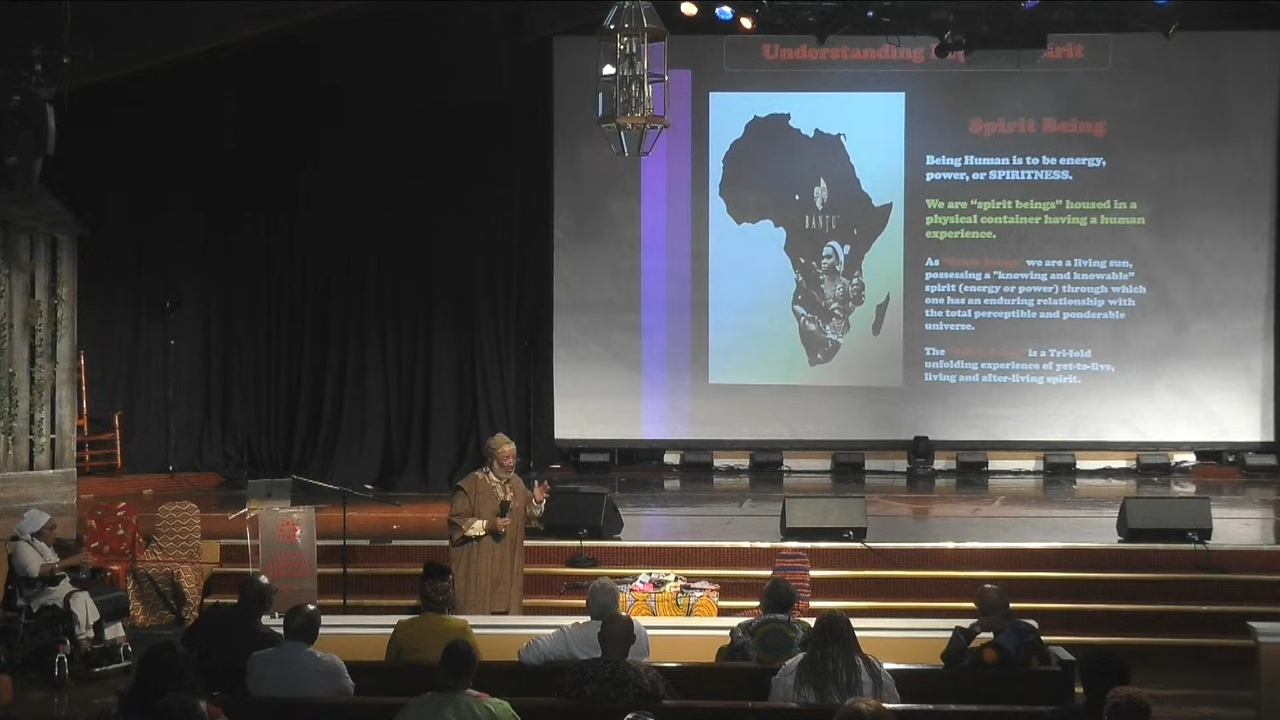 Understanding
Spirit Being
Being Human is to be energy,
power, or SPIRITNESS.
We are “spirit beings” housed in a
physical container having a human
experience.
As we are a living sun,
possessing a "knowing and knowable"
spirit (energy or power) through which
one has an enduring relationship with
the total perceptible and ponderable
universe.
The is a Tri-fold
unfolding experience of yet-to-live,
living and after-living spirit.
BANTU